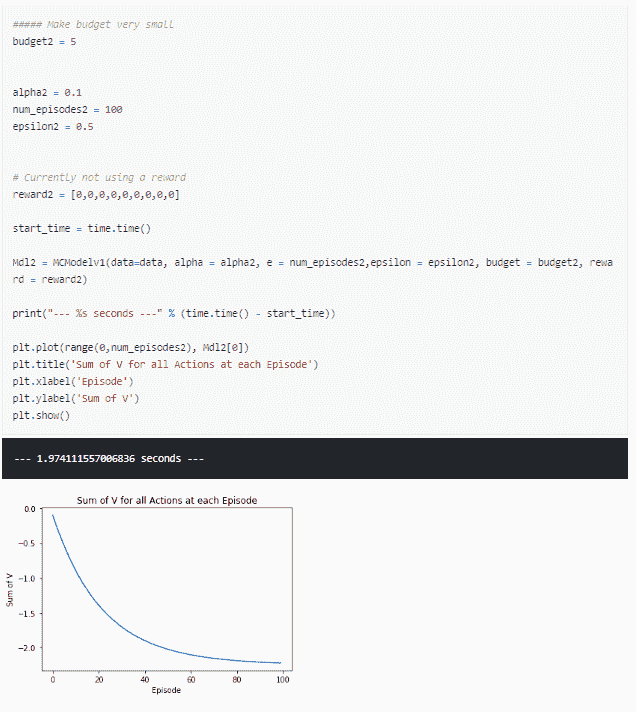 ##### Make budget very small
budget2 = 5
alpha2 = 0.1
num_episodes2 = 100
epsilon2 = 0.5
# Currently not using a reward
reward2 = [0,0,0,0,0,0,0,0,0]
start_time = time.time()
Mdl2 = MCModelv1(data=data, alpha = alpha2, e = num_episodes2,epsilon = epsilon2, budget = budget2, rewa
rd = reward2)
print("--- %s seconds ---" % (time.time() - start_time))
plt.plot(range(0,num_episodes2), Mdl2[0])
plt.title('Sum of V for all Actions at each Episode')
plt.xlabel('Episode')
plt.ylabel('Sum of V')
plt.show()
--- 1.974111557006836 seconds ---
Sum of V for all Actions at each Episode
0.0
-0.5
-1.0
-1.5
-2.0
Sum of V
0 20 40 60 80 100
Episode